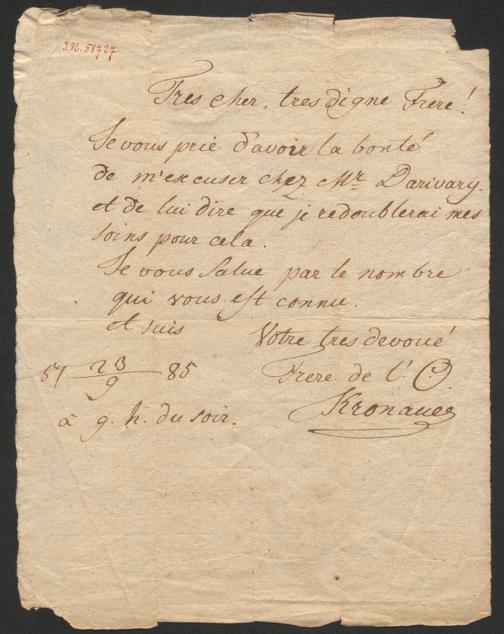 I.N. 51727
Tres cher, tres digne Frere!
Je vous prie d'avoir la bonté
de m'excuser chez Mr. Darivary.
et de lui dire que je redoublerai mes
soins pour cela.
Je vous salue par le nombre
qui vous est connu.
et suis Votre tres devoué
57 23/9 85 Frere de l'O.
à 9. h. du soir. Kronauer